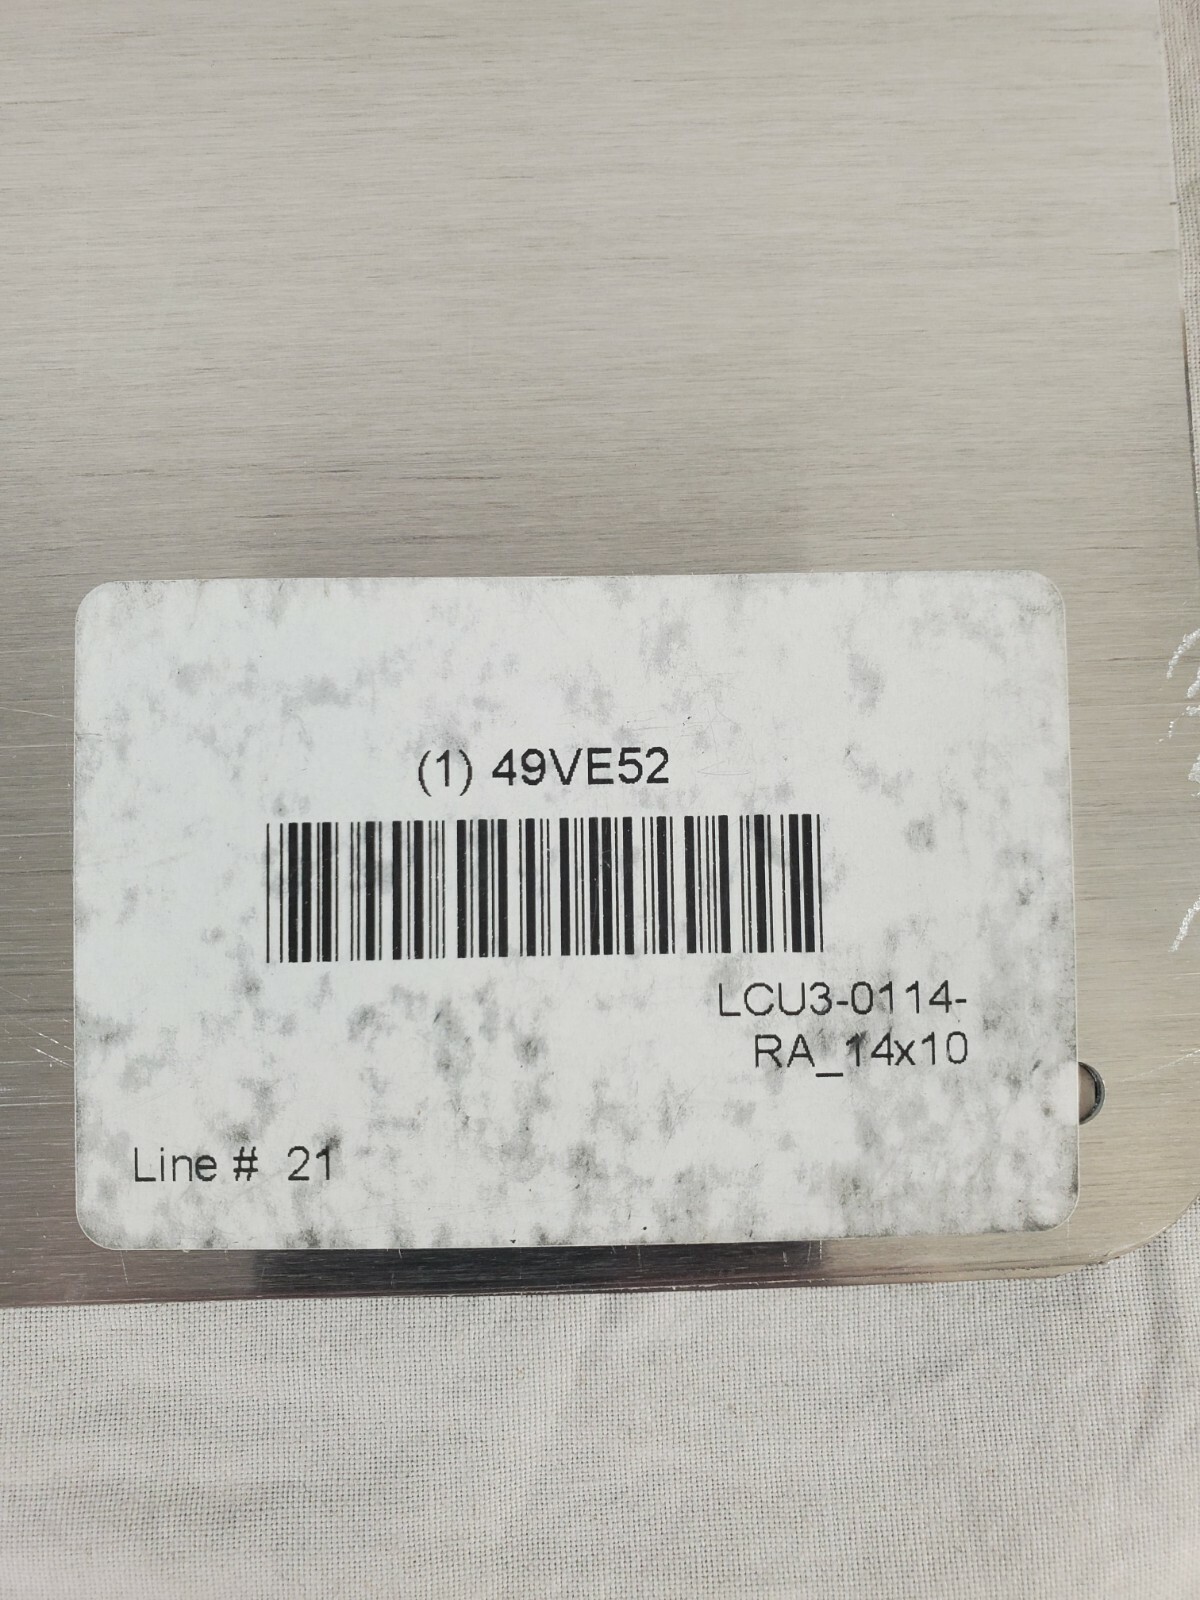 (1) 49VE52
LCU3-0114-
RA_14x10
Line # 21